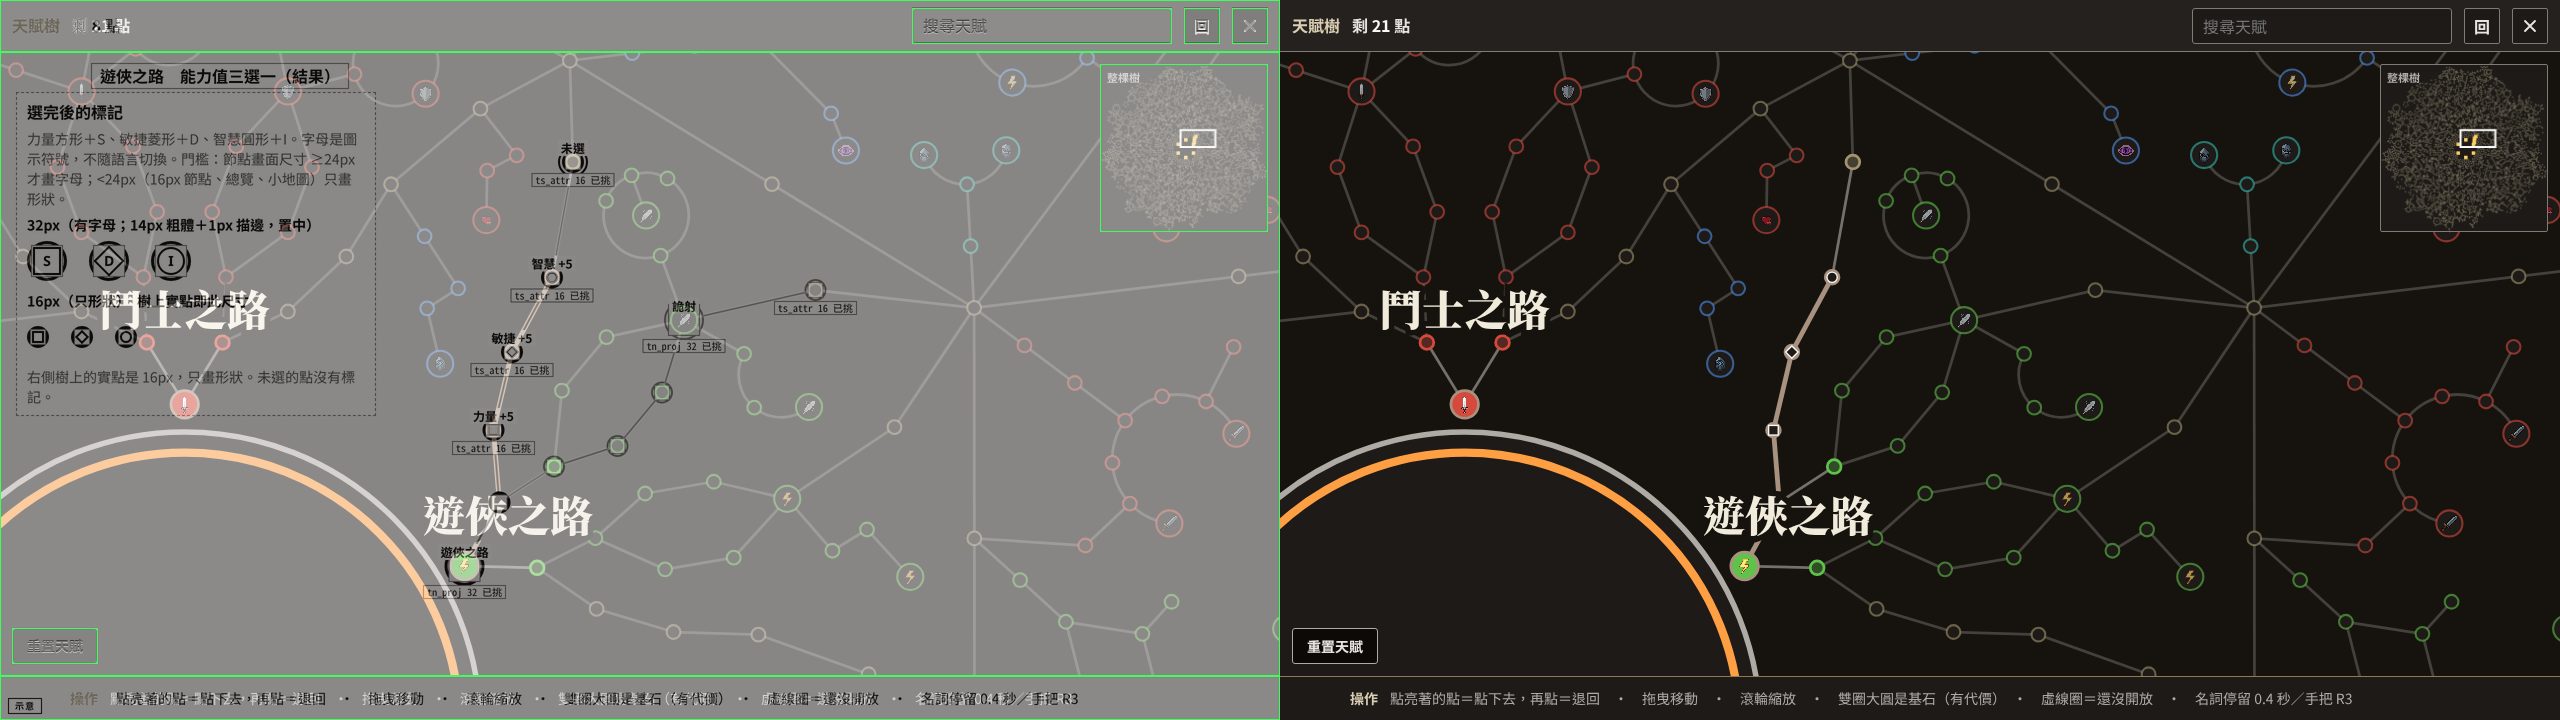 天賦樹
搜尋天賦
回
×
整棵樹
遊俠之路　能力值三選一（結果）
選完後的標記
力量方形＋S、敏捷菱形＋D、智慧圓形＋I。字母是圖
示符號，不隨語言切換。門檻：節點畫面尺寸 ≥24px
才畫字母；<24px（16px 節點、總覽、小地圖）只畫
形狀。
32px（有字母；14px 粗體＋1px 描邊，置中）
S D I
鬥士之路
右側樹上的實點是 16px，只畫形狀。未選的點沒有標
記。
未選
ts_attr 16 已挑
智慧 +5
ts_attr 16 已挑
敏捷 +5
ts_attr 16 已挑
力量 +5
ts_attr 16 已挑
詭射
tn_proj 32 已挑
ts_attr 16 已挑
遊俠之路
遊俠之路
tn_proj 32 已挑
重置天賦
示意
操作
天賦樹　剩 21 點
搜尋天賦
回
×
整棵樹
鬥士之路
遊俠之路
重置天賦
操作　點亮著的點＝點下去，再點＝退回　•　拖曳移動　•　滾輪縮放　•　雙圈大圓是基石（有代價）　•　虛線圈＝還沒開放　•　名詞停留 0.4 秒／手把 R3